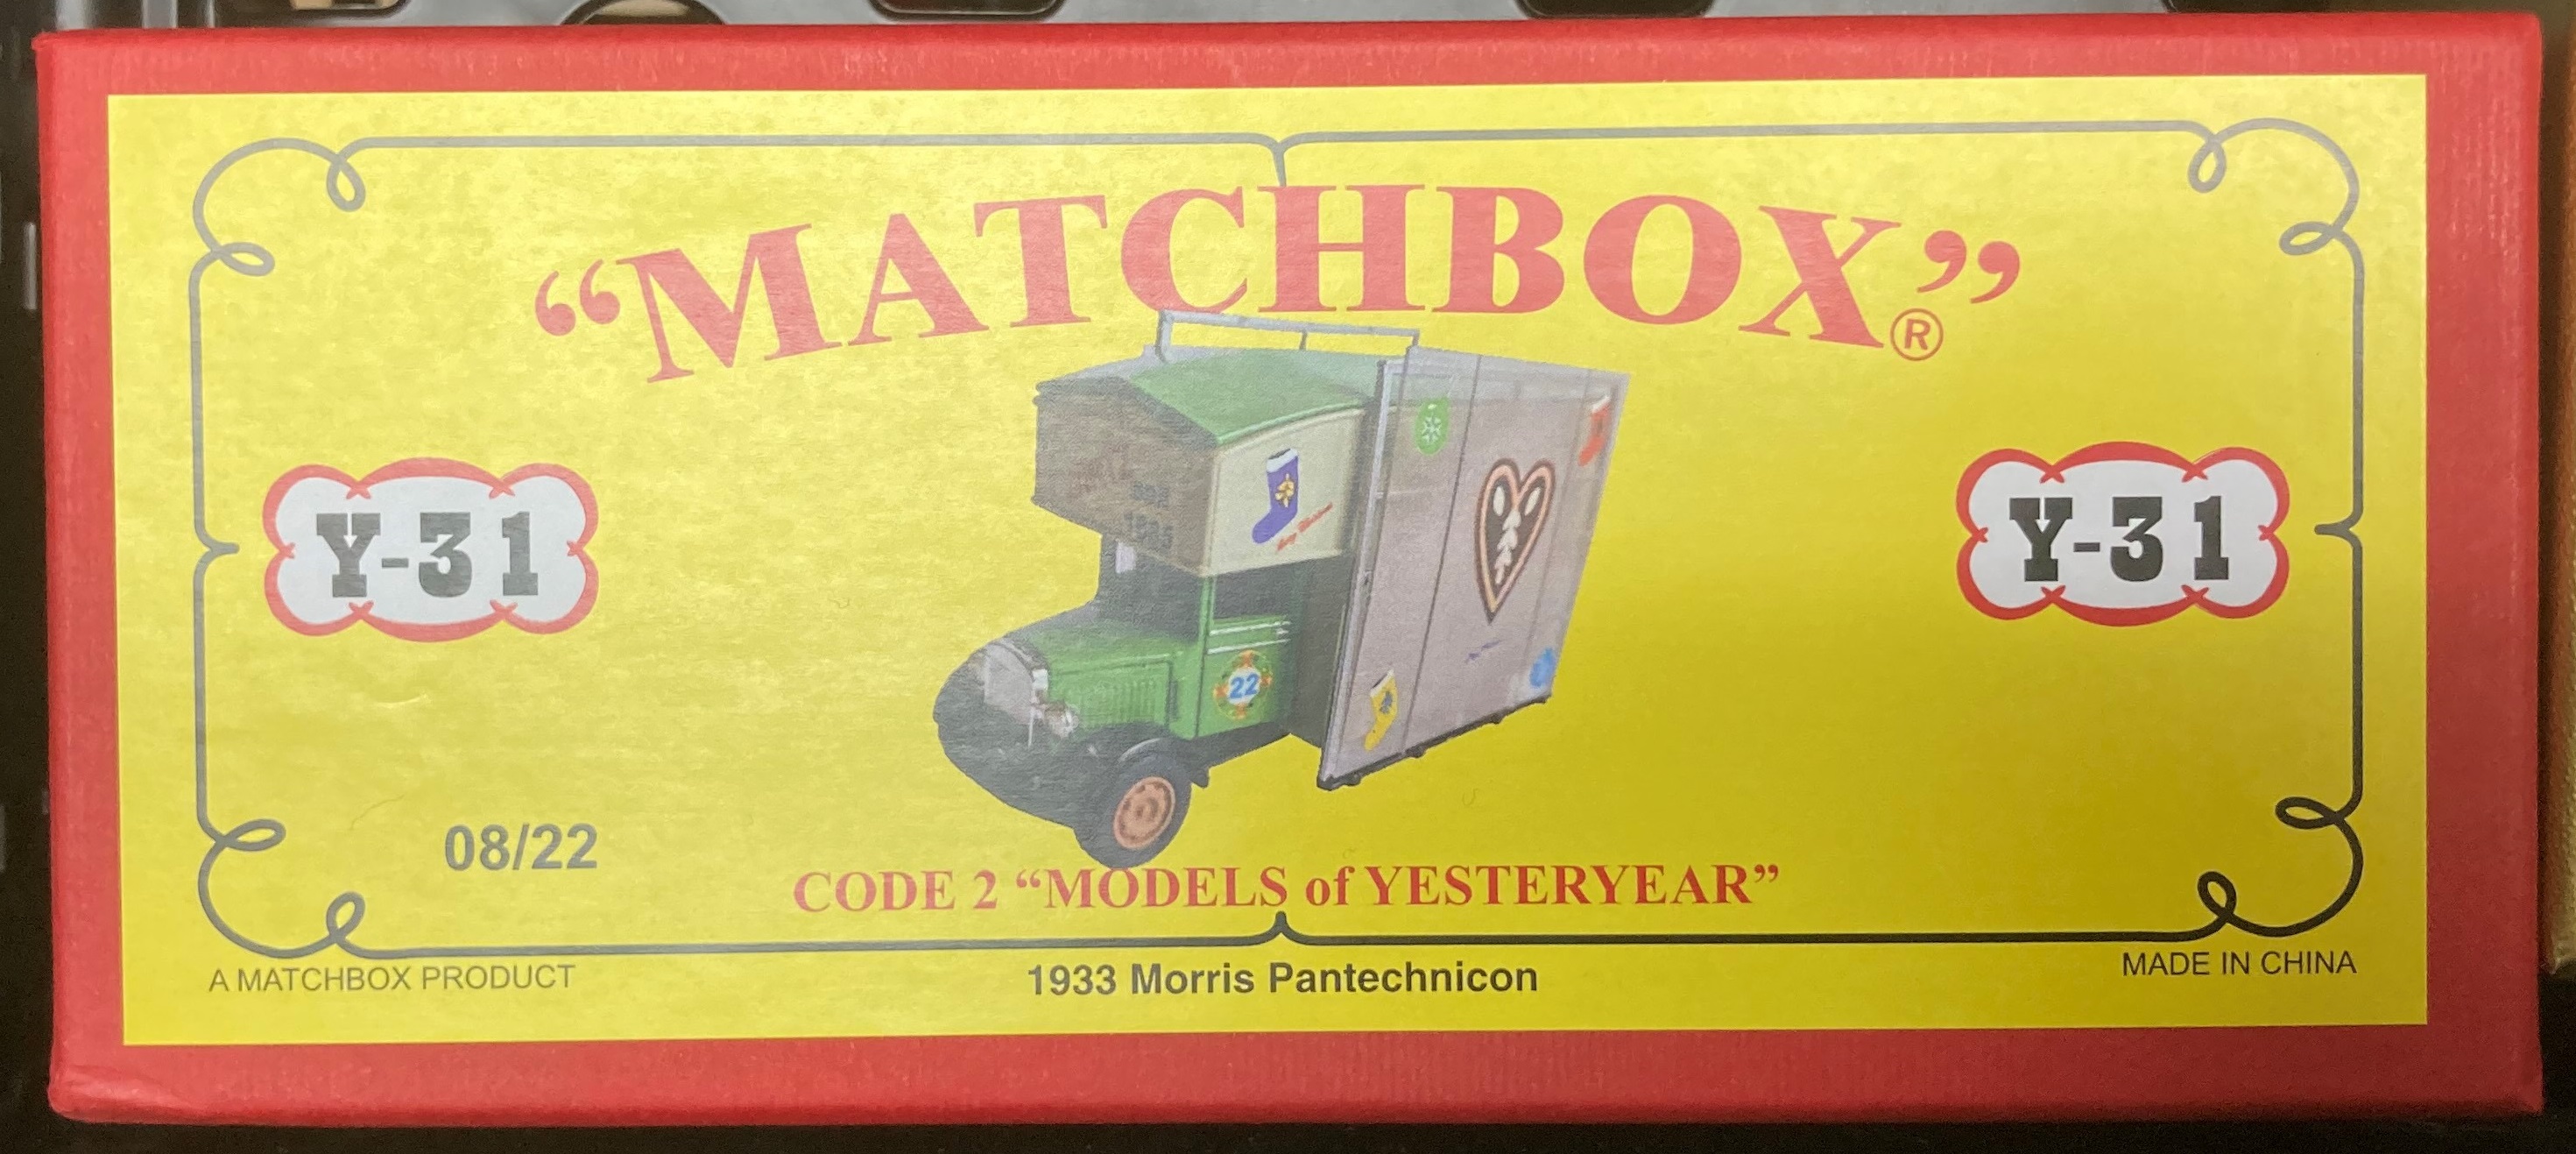 “MATCHBOX”®
Y-31
Y-31
22
08/22
CODE 2 “MODELS of YESTERYEAR”
A MATCHBOX PRODUCT
1933 Morris Pantechnicon
MADE IN CHINA